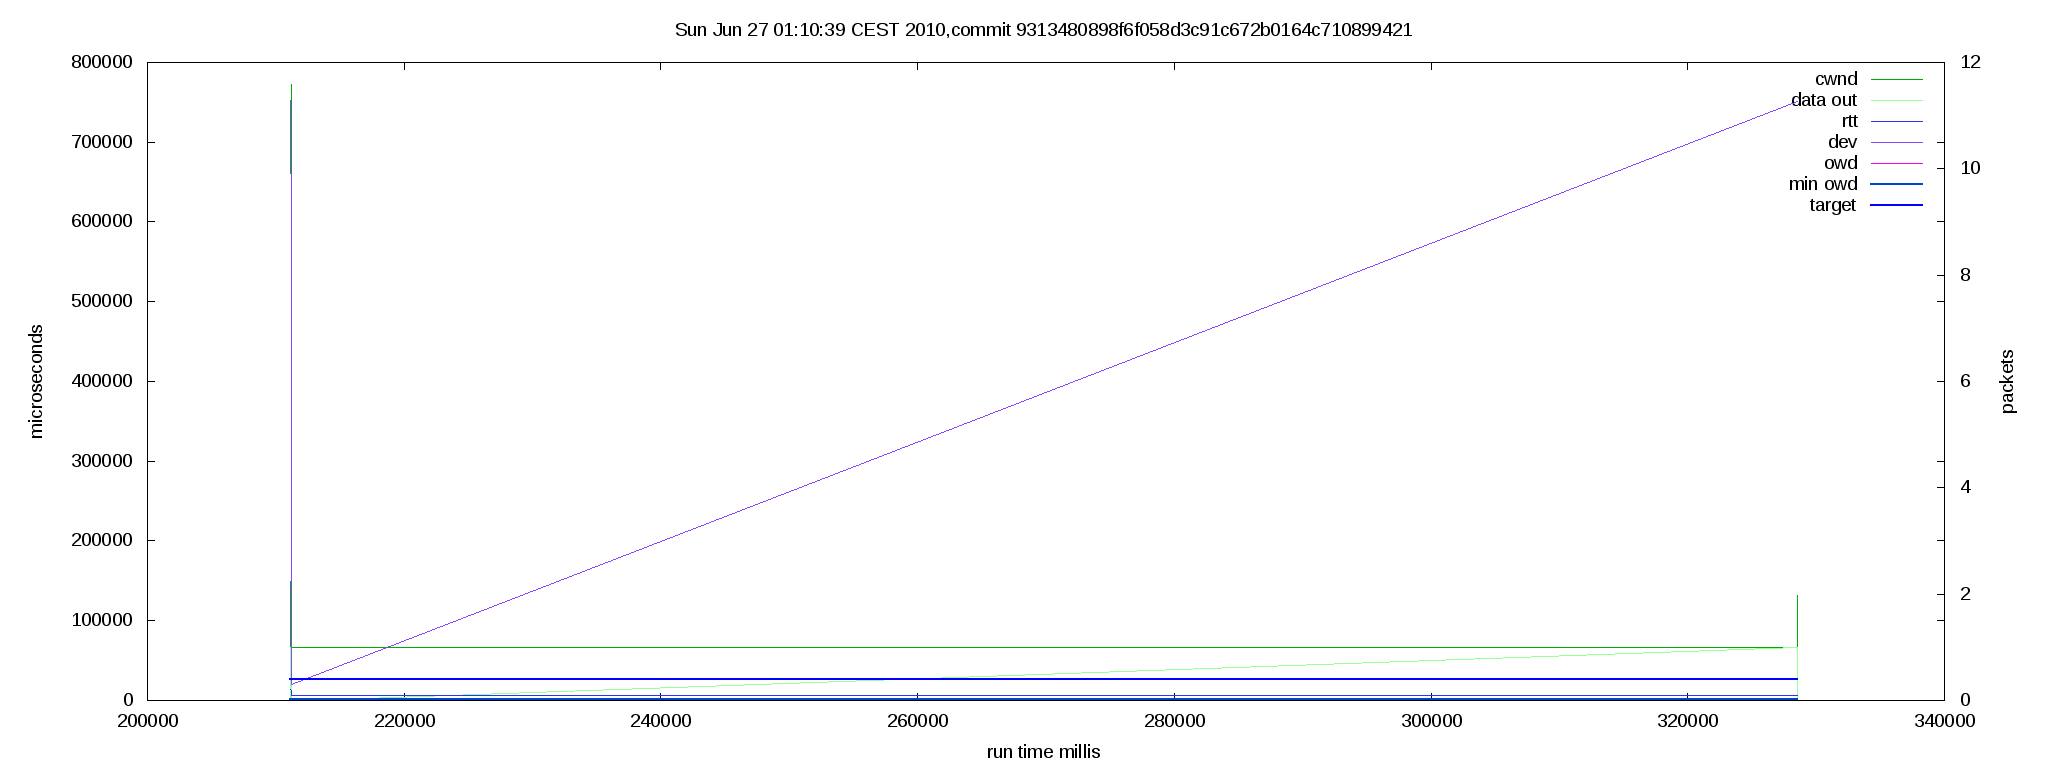 Sun Jun 27 01:10:39 CEST 2010,commit 9313480898f6f058d3c91c672b0164c710899421
800000
700000
600000
500000
400000
300000
200000
100000
0
microseconds
12
10
8
6
4
2
0
packets
cwnd
data out
rtt
dev
owd
min owd
target
200000 220000 240000 260000 280000 300000 320000 340000
run time millis